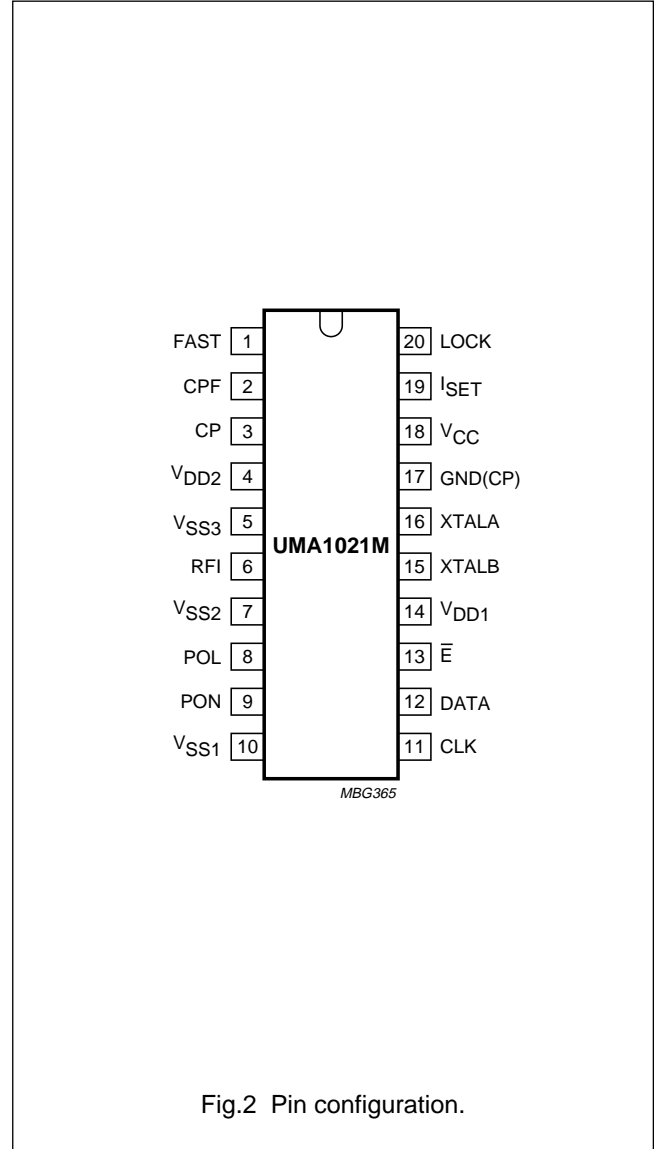 FAST 1 20 LOCK
CPF 2 19 ISET
CP 3 18 VCC
VDD2 4 17 GND(CP)
VSS3 5 16 XTALA
UMA1021M
RFI 6 15 XTALB
VSS2 7 14 VDD1
POL 8 13 E̅
PON 9 12 DATA
VSS1 10 11 CLK
MBG365
Fig.2 Pin configuration.